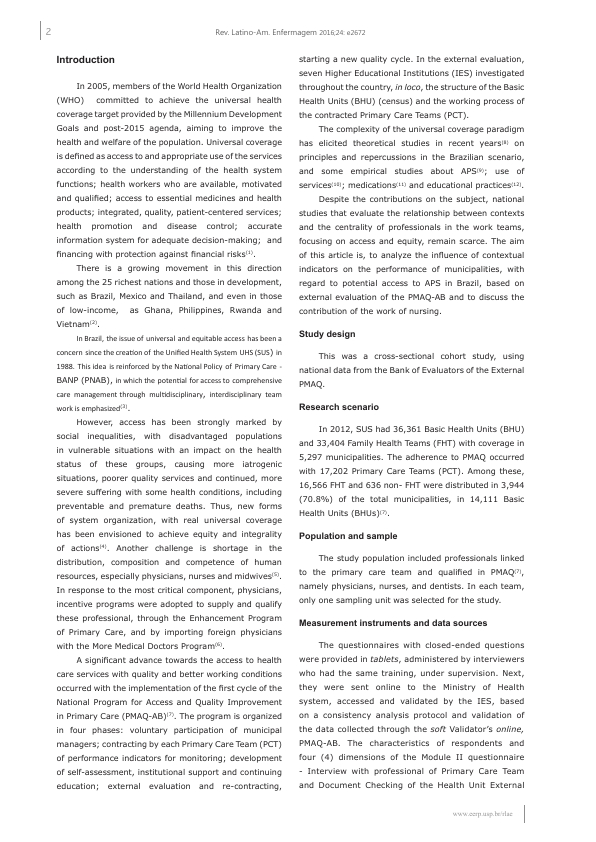 2
Rev. Latino-Am. Enfermagem 2016;24: e2672
Introduction
In 2005, members of the World Health Organization
(WHO) committed to achieve the universal health
coverage target provided by the Millennium Development
Goals and post-2015 agenda, aiming to improve the
health and welfare of the population. Universal coverage
is defined as access to and appropriate use of the services
according to the understanding of the health system
functions; health workers who are available, motivated
and qualified; access to essential medicines and health
products; integrated, quality, patient-centered services;
health promotion and disease control; accurate
information system for adequate decision-making; and
financing with protection against financial risks(1).
There is a growing movement in this direction
among the 25 richest nations and those in development,
such as Brazil, Mexico and Thailand, and even in those
of low-income, as Ghana, Philippines, Rwanda and
Vietnam(2).
In Brazil, the issue of universal and equitable access has been a
concern since the creation of the Unified Health System UHS (SUS) in
1988. This idea is reinforced by the National Policy of Primary Care -
BANP (PNAB), in which the potential for access to comprehensive
care management through multidisciplinary, interdisciplinary team
work is emphasized(3).
However, access has been strongly marked by
social inequalities, with disadvantaged populations
in vulnerable situations with an impact on the health
status of these groups, causing more iatrogenic
situations, poorer quality services and continued, more
severe suffering with some health conditions, including
preventable and premature deaths. Thus, new forms
of system organization, with real universal coverage
has been envisioned to achieve equity and integrality
of actions(4). Another challenge is shortage in the
distribution, composition and competence of human
resources, especially physicians, nurses and midwives(5).
In response to the most critical component, physicians,
incentive programs were adopted to supply and qualify
these professional, through the Enhancement Program
of Primary Care, and by importing foreign physicians
with the More Medical Doctors Program(6).
A significant advance towards the access to health
care services with quality and better working conditions
occurred with the implementation of the first cycle of the
National Program for Access and Quality Improvement
in Primary Care (PMAQ-AB)(7). The program is organized
in four phases: voluntary participation of municipal
managers; contracting by each Primary Care Team (PCT)
of performance indicators for monitoring; development
of self-assessment, institutional support and continuing
education; external evaluation and re-contracting,
starting a new quality cycle. In the external evaluation,
seven Higher Educational Institutions (IES) investigated
throughout the country, in loco, the structure of the Basic
Health Units (BHU) (census) and the working process of
the contracted Primary Care Teams (PCT).
The complexity of the universal coverage paradigm
has elicited theoretical studies in recent years(8) on
principles and repercussions in the Brazilian scenario,
and some empirical studies about APS(9); use of
services(10); medications(11) and educational practices(12).
Despite the contributions on the subject, national
studies that evaluate the relationship between contexts
and the centrality of professionals in the work teams,
focusing on access and equity, remain scarce. The aim
of this article is, to analyze the influence of contextual
indicators on the performance of municipalities, with
regard to potential access to APS in Brazil, based on
external evaluation of the PMAQ-AB and to discuss the
contribution of the work of nursing.
Study design
This was a cross-sectional cohort study, using
national data from the Bank of Evaluators of the External
PMAQ.
Research scenario
In 2012, SUS had 36,361 Basic Health Units (BHU)
and 33,404 Family Health Teams (FHT) with coverage in
5,297 municipalities. The adherence to PMAQ occurred
with 17,202 Primary Care Teams (PCT). Among these,
16,566 FHT and 636 non- FHT were distributed in 3,944
(70.8%) of the total municipalities, in 14,111 Basic
Health Units (BHUs)(7).
Population and sample
The study population included professionals linked
to the primary care team and qualified in PMAQ(7),
namely physicians, nurses, and dentists. In each team,
only one sampling unit was selected for the study.
Measurement instruments and data sources
The questionnaires with closed-ended questions
were provided in tablets, administered by interviewers
who had the same training, under supervision. Next,
they were sent online to the Ministry of Health
system, accessed and validated by the IES, based
on a consistency analysis protocol and validation of
the data collected through the soft Validator's online,
PMAQ-AB. The characteristics of respondents and
four (4) dimensions of the Module II questionnaire
- Interview with professional of Primary Care Team
and Document Checking of the Health Unit External
www.eerp.usp.br/rlae